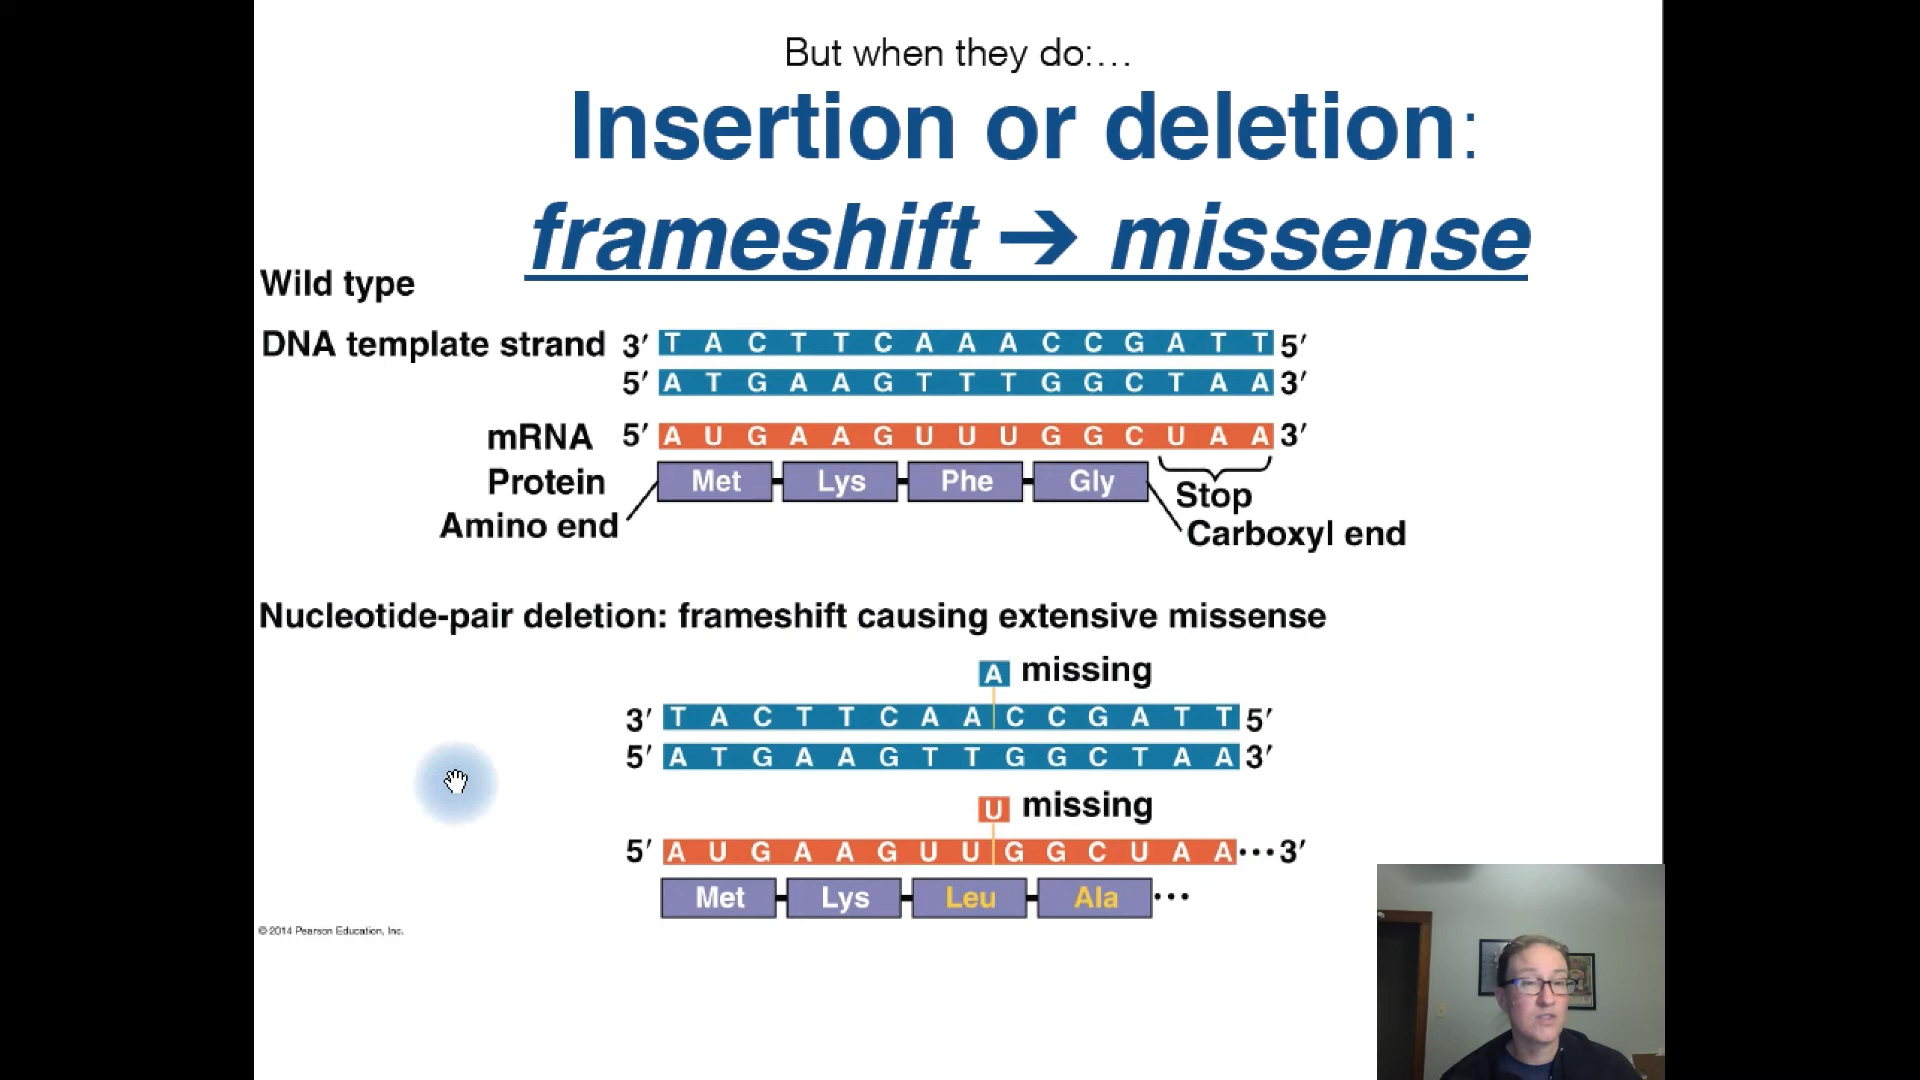 But when they do:…
Insertion or deletion:
frameshift ➔ missense
Wild type
DNA template strand 3′ T A C T T C A A A C C G A T T 5′
5′ A T G A A G T T T G G C T A A 3′
mRNA 5′ A U G A A G U U U G G C U A A 3′
Protein Met Lys Phe Gly Stop
Amino end Carboxyl end
Nucleotide-pair deletion: frameshift causing extensive missense
A missing
3′ T A C T T C A A C C G A T T 5′
5′ A T G A A G T T G G C T A A 3′
U missing
5′ A U G A A G U U G G C U A A ••• 3′
Met Lys Leu Ala •••
© 2014 Pearson Education, Inc.